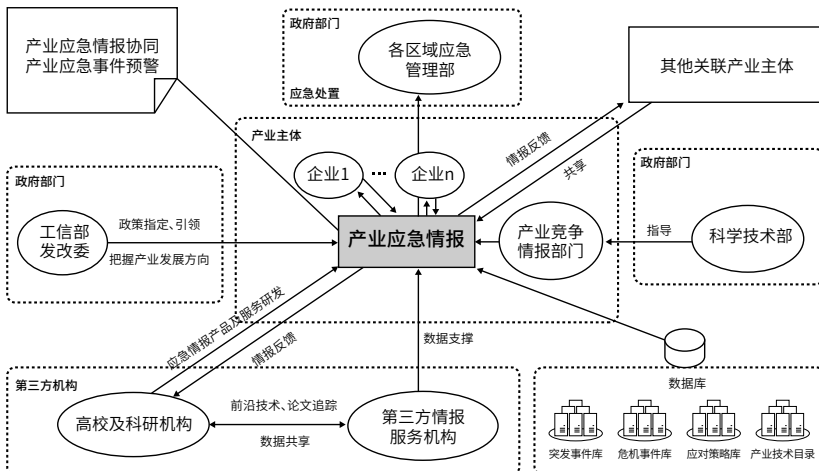 产业应急情报协同
产业应急事件预警
政府部门
各区域应急
管理部
应急处置
其他关联产业主体
产业主体
企业1
…
企业n
情报反馈
共享
政府部门
工信部
发改委
政策指定、引领
把握产业发展方向
产业应急情报
产业竞争
情报部门
指导
政府部门
科学技术部
应急情报产品及服务研发
情报反馈
数据支撑
数据库
第三方机构
高校及科研机构
前沿技术、论文追踪
数据共享
第三方情报
服务机构
突发事件库
危机事件库
应对策略库
产业技术目录